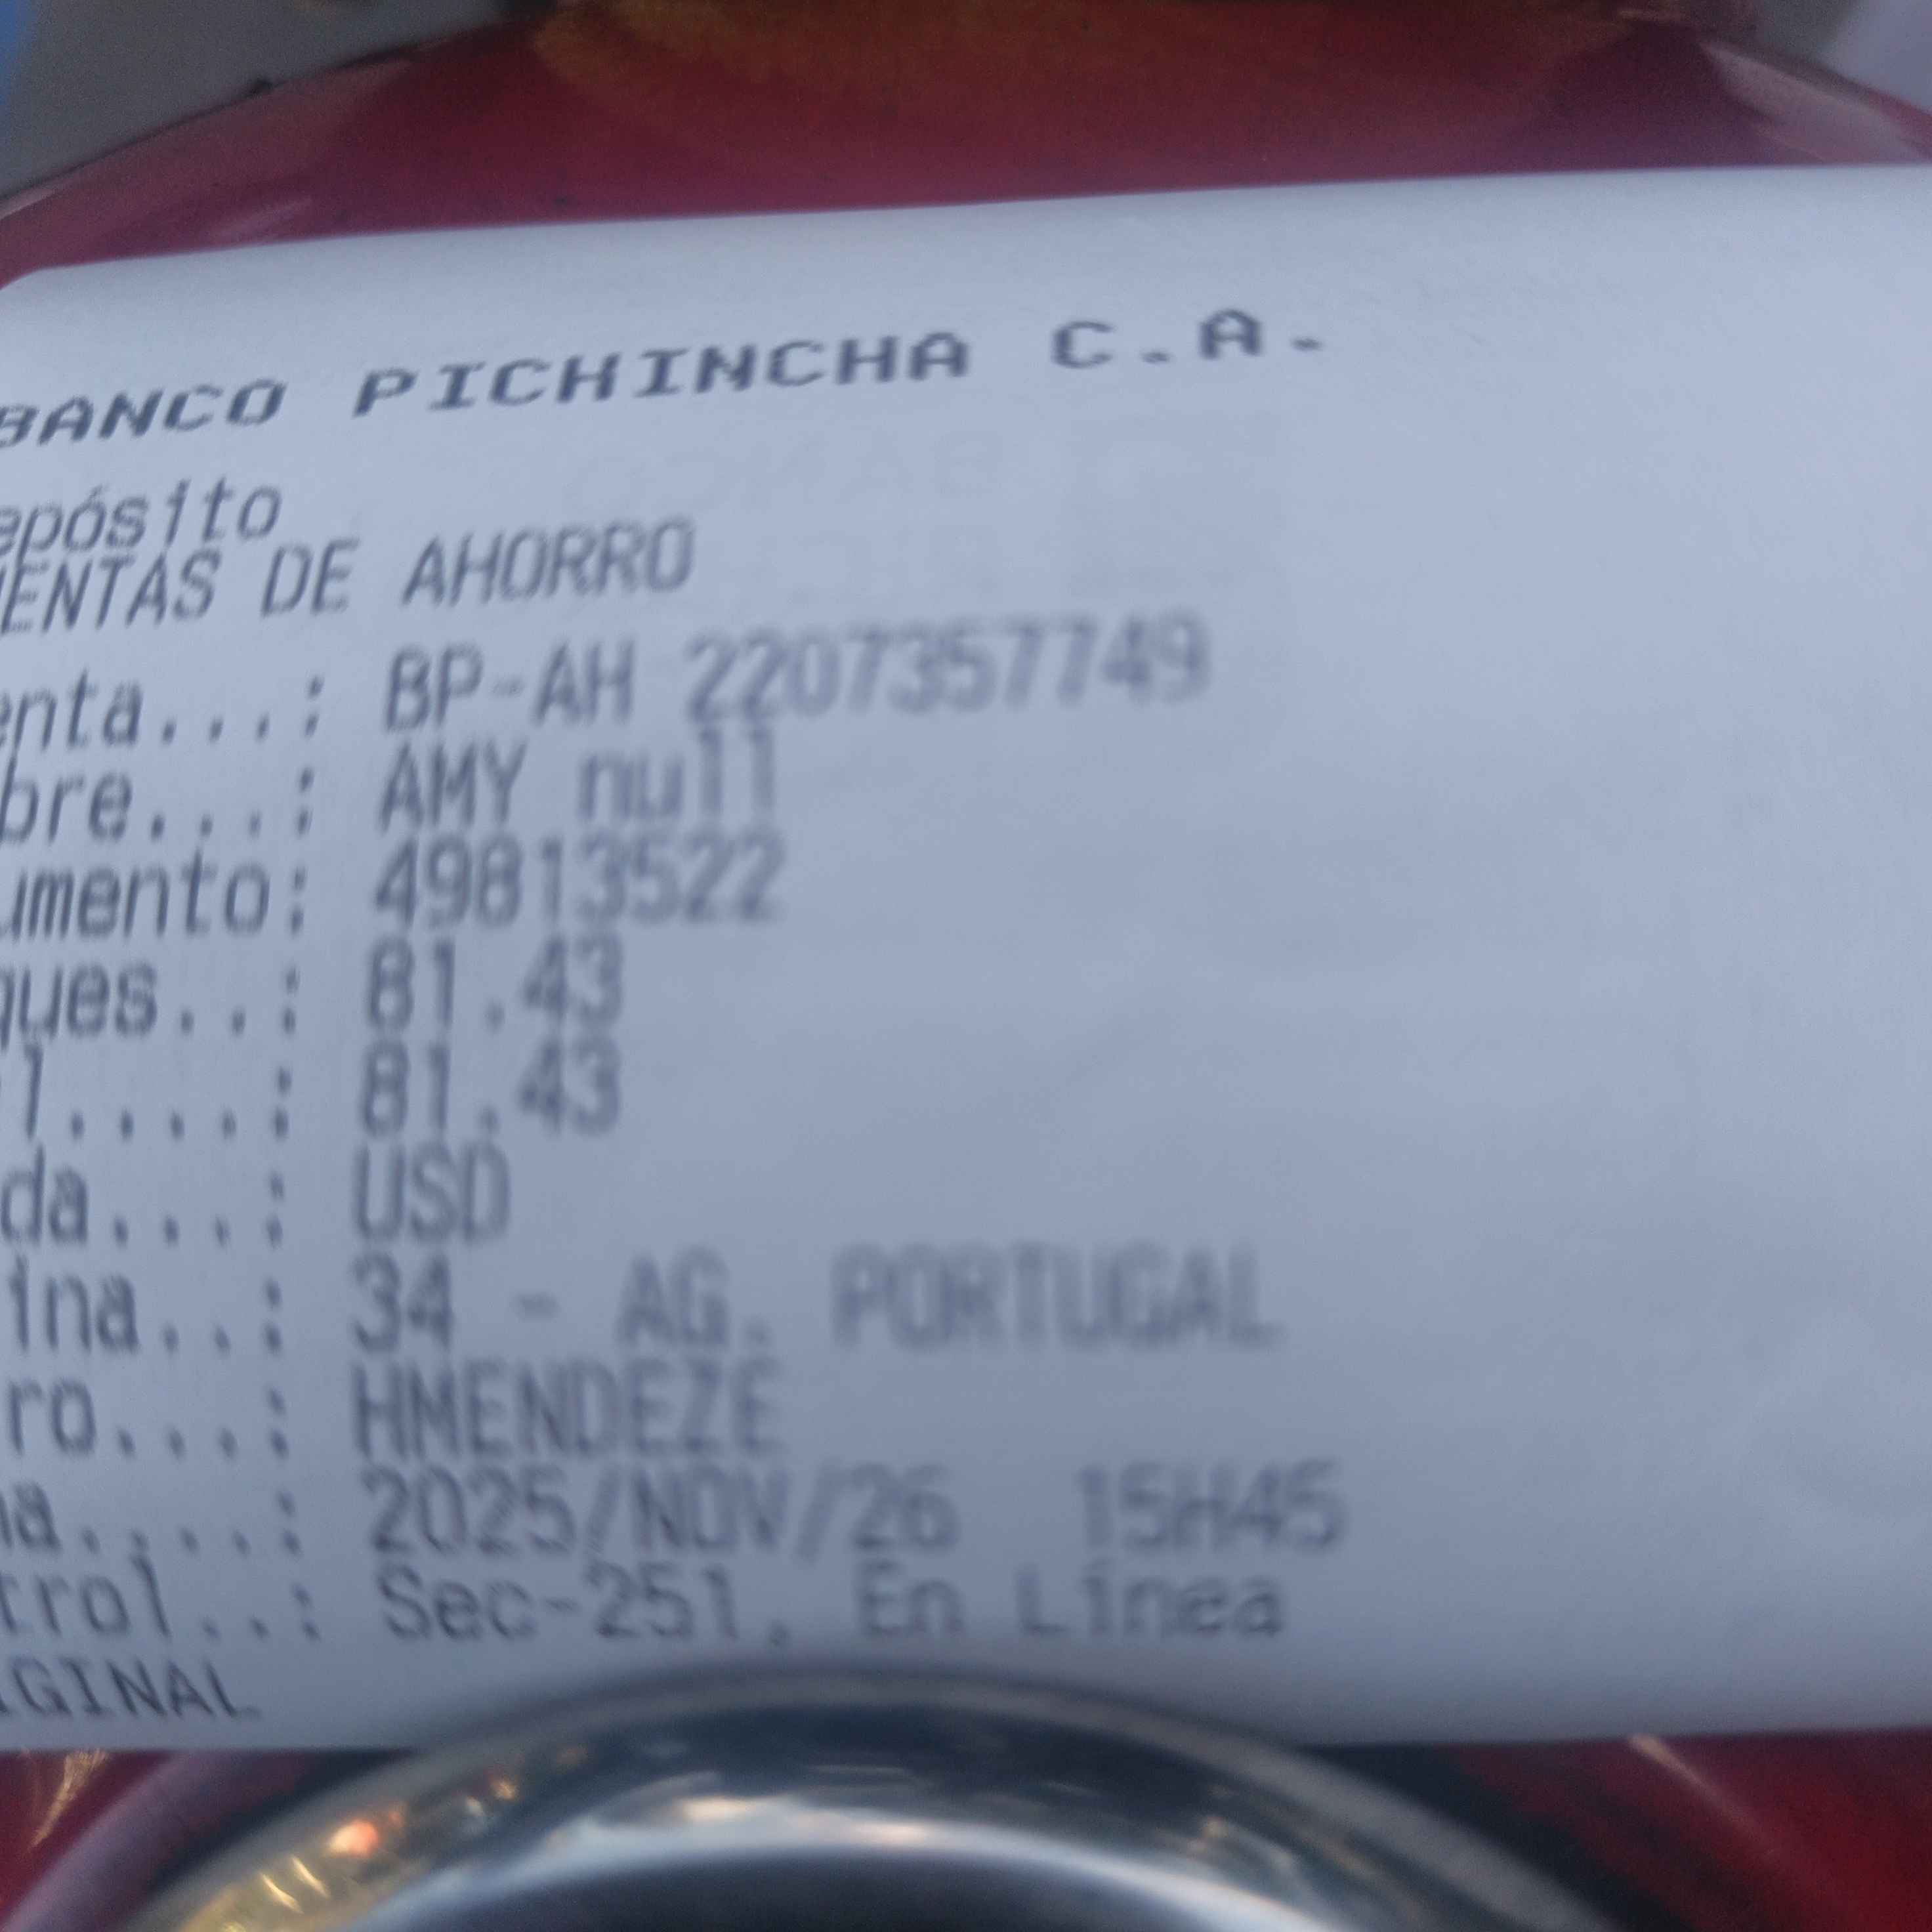 BANCO PICHINCHA C.A.
epósito
ENTAS DE AHORRO
enta...: BP-AH 2207357749
bre...: AMY null
umento: 49813522
ques..: 81.43
l....: 81.43
da...: USD
ina..: 34 - AG. PORTUGAL
ro...: HMENDEZE
ha....: 2025/NOV/26 15H45
trol..: Sec-251, En Línea
IGINAL